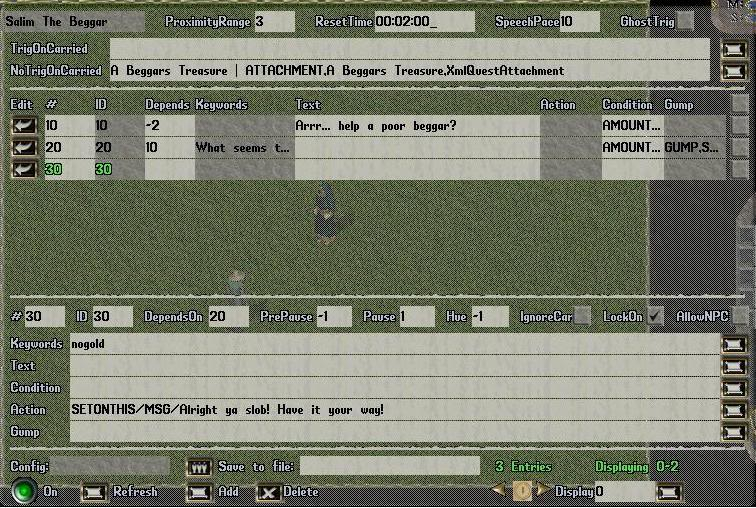 Salim The Beggar ProximityRange 3 ResetTime 00:02:00_ SpeechPace 10 GhostTrig
TrigOnCarried
NoTrigOnCarried A Beggars Treasure | ATTACHMENT,A Beggars Treasure,XmlQuestAttachment
Edit # ID Depends Keywords Text Action Condition Gump
10 10 -2 Arrr... help a poor beggar? AMOUNT...
20 20 10 What seems t... AMOUNT... GUMP,S...
30 30
# 30 ID 30 DependsOn 20 PrePause -1 Pause 1 Hue -1 IgnoreCar LockOn AllowNPC
Keywords nogold
Text
Condition
Action SETONTHIS/MSG/Alright ya slob! Have it your way!
Gump
Config: Save to file: 3 Entries Displaying 0-2
On Refresh Add Delete Display 0